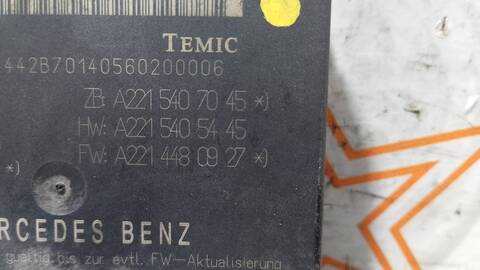 TEMIC
442B70140560200006
ZB: A221 540 70 45 *)
HW: A221 540 54 45
FW: A221 448 09 27 *)
*)
RCEDES BENZ
gueltig bis zur evtl. FW-Aktualisierung